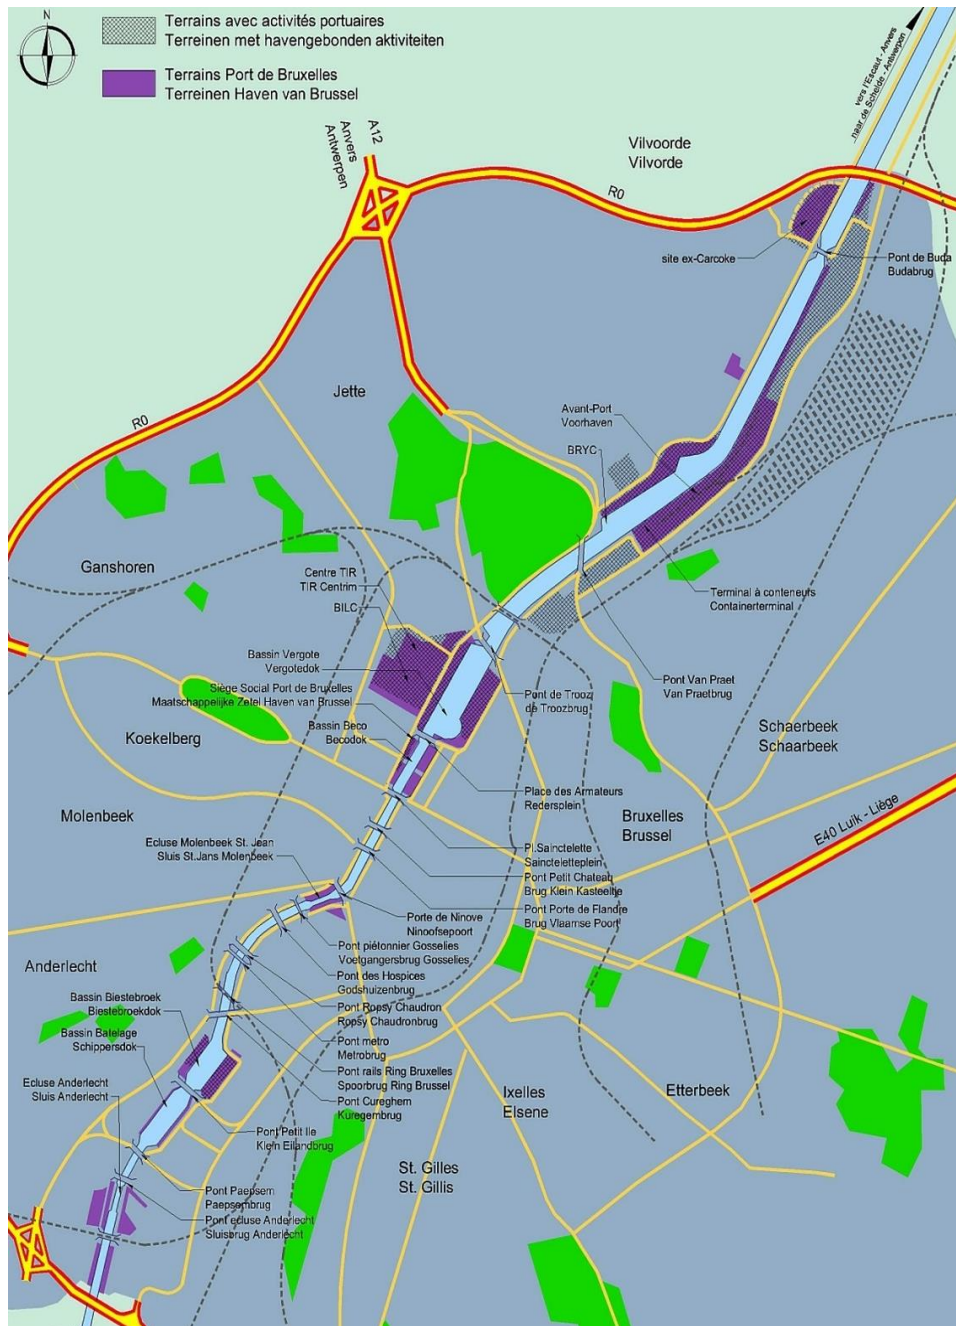 N
Terrains avec activités portuaires
Terreinen met havengebonden aktiviteiten
Terrains Port de Bruxelles
Terreinen Haven van Brussel
vers l'Escaut - Anvers
naar de Schelde - Antwerpen
A12
Anvers
Antwerpen
Vilvoorde
Vilvorde
R0
site ex-Carcoke
Pont de Buda
Budabrug
Jette
R0
Avant-Port
Voorhaven
BRYC
Ganshoren
Centre TIR
TIR Centrim
BILC
Terminal à conteneurs
Containerterminal
Bassin Vergote
Vergotedok
Pont Van Praet
Van Praetbrug
Siège Social Port de Bruxelles
Maatschappelijke Zetel Haven van Brussel
Pont de Trooz
de Troozbrug
Bassin Beco
Becodok
Koekelberg
Schaerbeek
Schaarbeek
Place des Armateurs
Redersplein
Molenbeek
Bruxelles
Brussel
E40 Luik - Liège
Ecluse Molenbeek St. Jean
Sluis St.Jans Molenbeek
Pl.Sainctelette
Saincteletteplein
Pont Petit Chateau
Brug Klein Kasteeltje
Pont Porte de Flandre
Brug Vlaamse Poort
Porte de Ninove
Ninoofsepoort
Pont piétonnier Gosselies
Voetgangersbrug Gosselies
Anderlecht
Pont des Hospices
Godshuizenbrug
Bassin Biestebroek
Biestebroekdok
Pont Ropsy Chaudron
Ropsy Chaudronbrug
Bassin Batelage
Schippersdok
Pont metro
Metrobrug
Pont rails Ring Bruxelles
Spoorbrug Ring Brussel
Ecluse Anderlecht
Sluis Anderlecht
Pont Cureghem
Kuregembrug
Ixelles
Elsene
Etterbeek
Pont Petit Ile
Klein Eilandbrug
St. Gilles
St. Gillis
Pont Paepsem
Paepsembrug
Pont ecluse Anderlecht
Sluisbrug Anderlecht